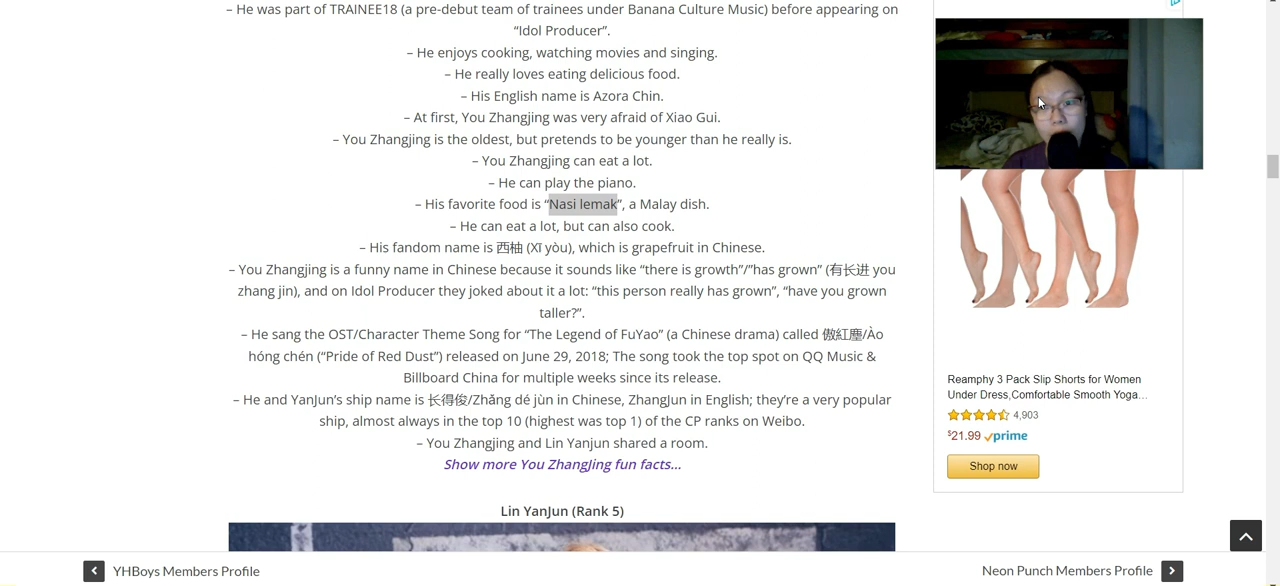 – He was part of TRAINEE18 (a pre-debut team of trainees under Banana Culture Music) before appearing on
“Idol Producer”.
– He enjoys cooking, watching movies and singing.
– He really loves eating delicious food.
– His English name is Azora Chin.
– At first, You Zhangjing was very afraid of Xiao Gui.
– You Zhangjing is the oldest, but pretends to be younger than he really is.
– You Zhangjing can eat a lot.
– He can play the piano.
– His favorite food is “Nasi lemak”, a Malay dish.
– He can eat a lot, but can also cook.
– His fandom name is 西柚 (Xī yòu), which is grapefruit in Chinese.
– You Zhangjing is a funny name in Chinese because it sounds like “there is growth”/”has grown” (有长进 you
zhang jin), and on Idol Producer they joked about it a lot: “this person really has grown”, “have you grown
taller?”.
– He sang the OST/Character Theme Song for “The Legend of FuYao” (a Chinese drama) called 傲紅塵/Ào
hóng chén (“Pride of Red Dust”) released on June 29, 2018; The song took the top spot on QQ Music &
Billboard China for multiple weeks since its release.
– He and YanJun’s ship name is 长得俊/Zhǎng dé jùn in Chinese, ZhangJun in English; they’re a very popular
ship, almost always in the top 10 (highest was top 1) of the CP ranks on Weibo.
– You Zhangjing and Lin Yanjun shared a room.
Show more You ZhangJing fun facts…
Lin YanJun (Rank 5)
Reamphy 3 Pack Slip Shorts for Women
Under Dress,Comfortable Smooth Yoga...
4,903
$21.99 prime
Shop now
YHBoys Members Profile
Neon Punch Members Profile